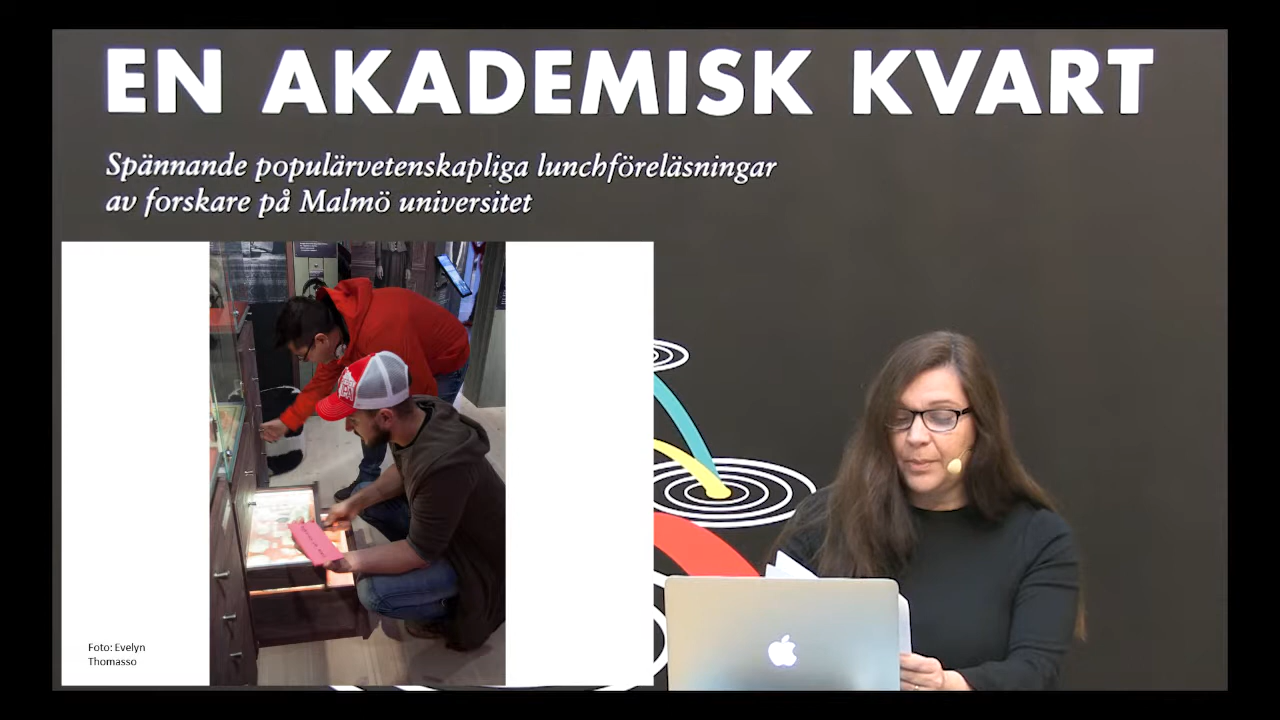 EN AKADEMISK KVART
Spännande populärvetenskapliga lunchföreläsningar
av forskare på Malmö universitet
Foto: Evelyn
Thomasso